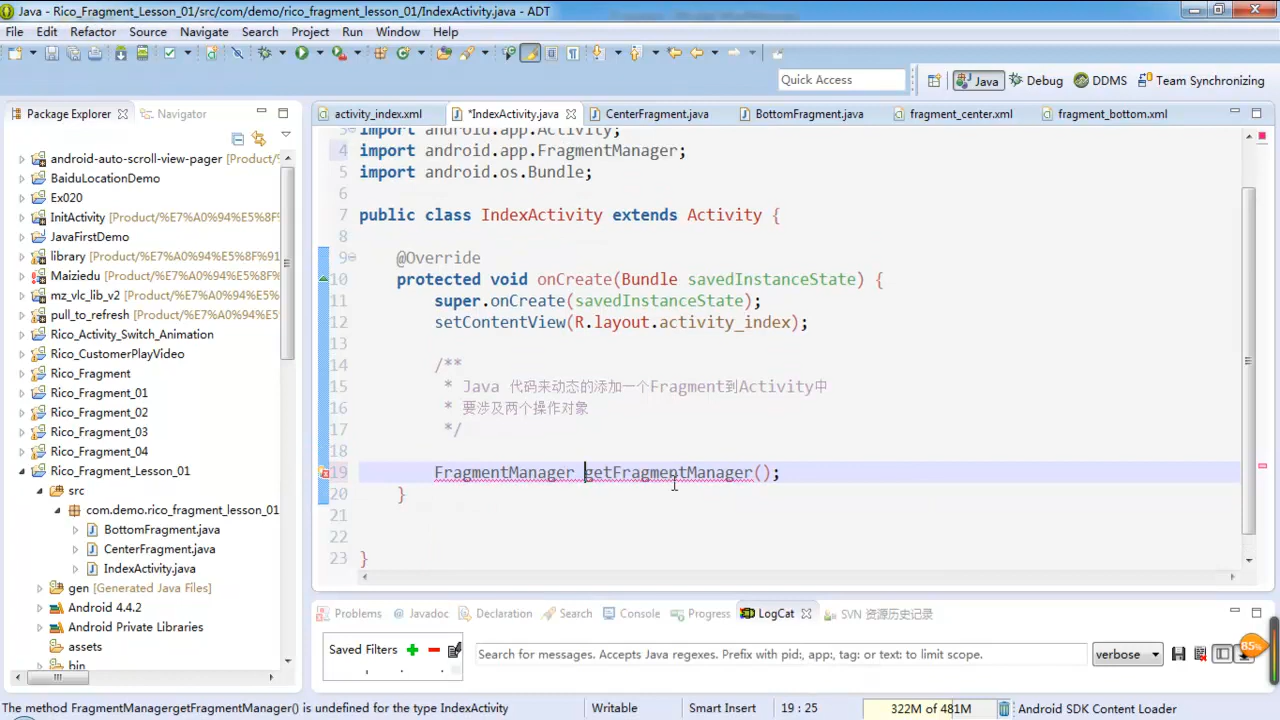 Java - Rico_Fragment_Lesson_01/src/com/demo/rico_fragment_lesson_01/IndexActivity.java - ADT
File Edit Refactor Source Navigate Search Project Run Window Help
Quick Access
Java Debug DDMS Team Synchronizing
Package Explorer Navigator
activity_index.xml *IndexActivity.java CenterFragment.java BottomFragment.java fragment_center.xml fragment_bottom.xml
android-auto-scroll-view-pager [Product/%E7
BaiduLocationDemo
Ex020
InitActivity [Product/%E7%A0%94%E5%8F
JavaFirstDemo
library [Product/%E7%A0%94%E5%8F%91
Maiziedu [Product/%E7%A0%94%E5%8F%
mz_vlc_lib_v2 [Product/%E7%A0%94%E5%
pull_to_refresh [Product/%E7%A0%94%E5%
Rico_Activity_Switch_Animation
Rico_CustomerPlayVideo
Rico_Fragment
Rico_Fragment_01
Rico_Fragment_02
Rico_Fragment_03
Rico_Fragment_04
Rico_Fragment_Lesson_01
src
com.demo.rico_fragment_lesson_01
BottomFragment.java
CenterFragment.java
IndexActivity.java
gen [Generated Java Files]
Android 4.4.2
Android Private Libraries
assets
bin
3 import android.app.Activity;
4 import android.app.FragmentManager;
5 import android.os.Bundle;
6
7 public class IndexActivity extends Activity {
8
9 @Override
10 protected void onCreate(Bundle savedInstanceState) {
11 super.onCreate(savedInstanceState);
12 setContentView(R.layout.activity_index);
13
14 /**
15 * Java 代码来动态的添加一个Fragment到Activity中
16 * 要涉及两个操作对象
17 */
18
19 FragmentManager getFragmentManager();
20 }
21
22
23 }
Problems Javadoc Declaration Search Console Progress LogCat SVN 资源历史记录
Saved Filters
Search for messages. Accepts Java regexes. Prefix with pid:, app:, tag: or text: to limit scope.
verbose
85%
The method FragmentManagergetFragmentManager() is undefined for the type IndexActivity
Writable
Smart Insert
19 : 25
322M of 481M
Android SDK Content Loader